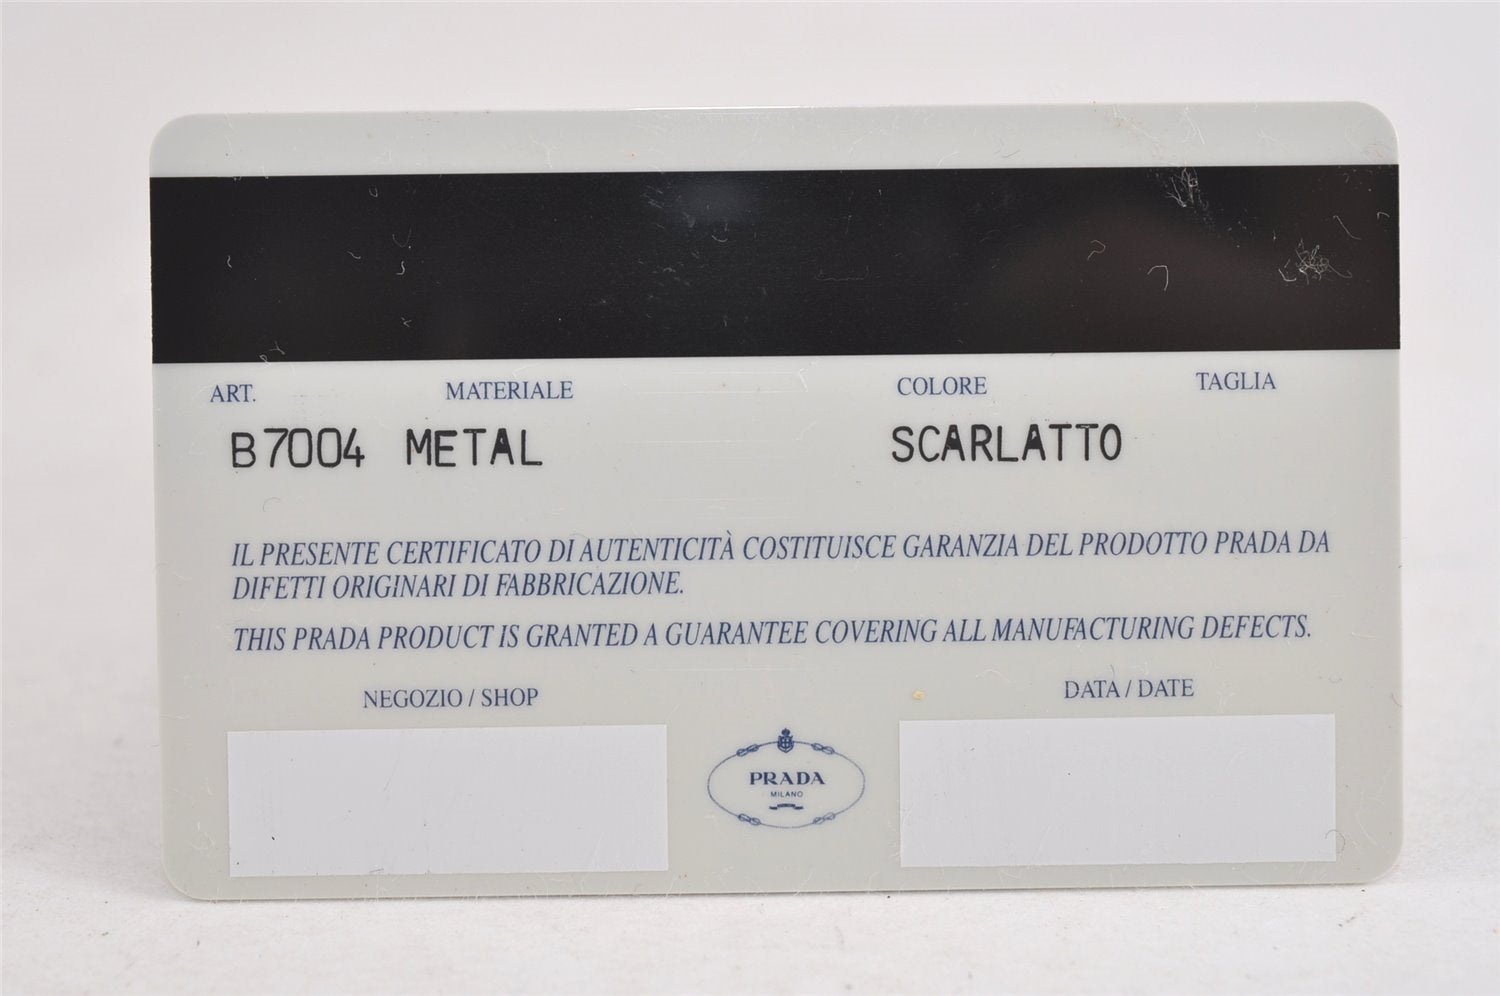 ART. MATERIALE COLORE TAGLIA
B7004 METAL SCARLATTO
IL PRESENTE CERTIFICATO DI AUTENTICITÀ COSTITUISCE GARANZIA DEL PRODOTTO PRADA DA
DIFETTI ORIGINARI DI FABBRICAZIONE.
THIS PRADA PRODUCT IS GRANTED A GUARANTEE COVERING ALL MANUFACTURING DEFECTS.
NEGOZIO / SHOP DATA / DATE
PRADA
MILANO